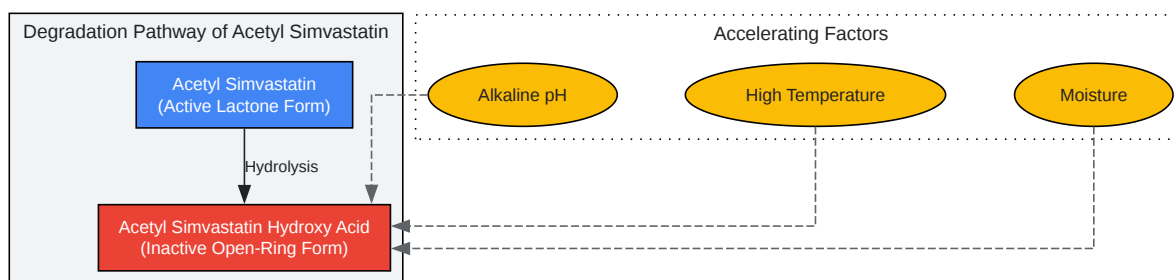 Degradation Pathway of Acetyl Simvastatin
Accelerating Factors
Acetyl Simvastatin
(Active Lactone Form)
Alkaline pH
High Temperature
Moisture
Hydrolysis
Acetyl Simvastatin Hydroxy Acid
(Inactive Open-Ring Form)